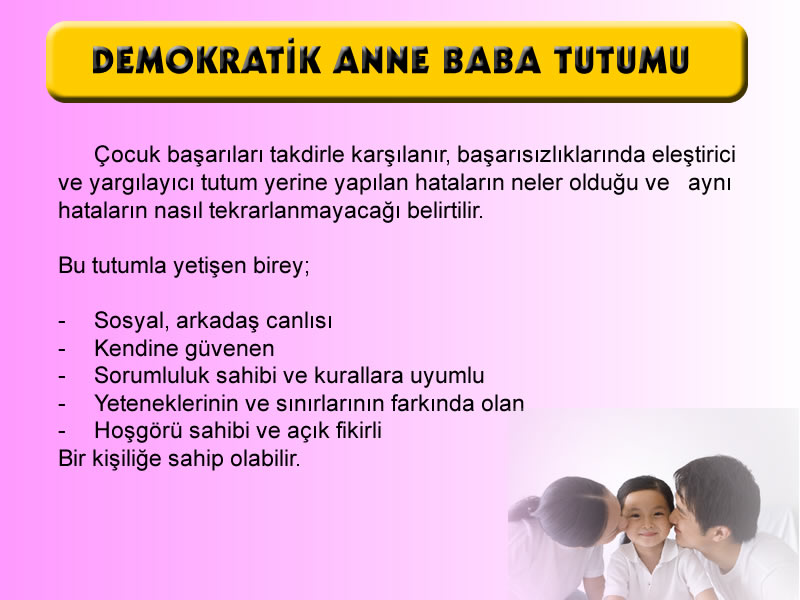 DEMOKRATİK ANNE BABA TUTUMU
Çocuk başarıları takdirle karşılanır, başarısızlıklarında eleştirici
ve yargılayıcı tutum yerine yapılan hataların neler olduğu ve aynı
hataların nasıl tekrarlanmayacağı belirtilir.
Bu tutumla yetişen birey;
- Sosyal, arkadaş canlısı
- Kendine güvenen
- Sorumluluk sahibi ve kurallara uyumlu
- Yeteneklerinin ve sınırlarının farkında olan
- Hoşgörü sahibi ve açık fikirli
Bir kişiliğe sahip olabilir.